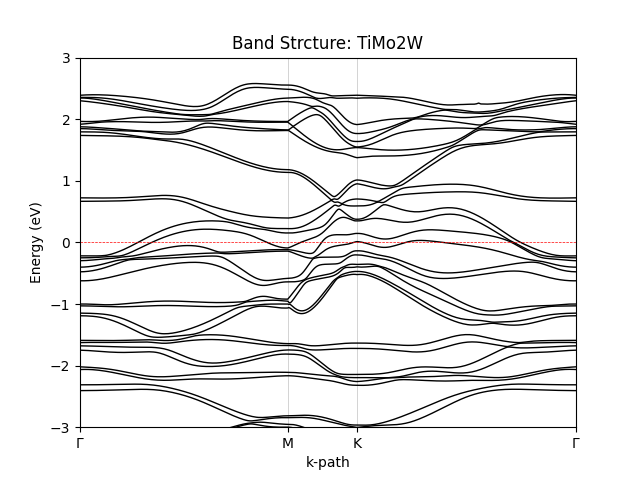 Band Strcture: TiMo2W
Energy (eV)
3
2
1
0
−1
−2
−3
Γ M K Γ
k-path